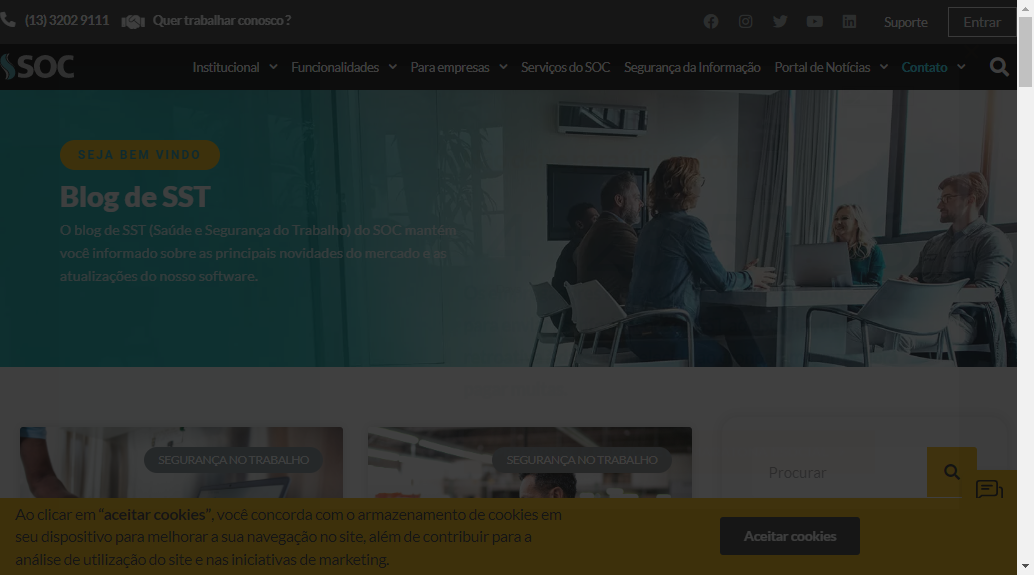 (13) 3202 9111 Quer trabalhar conosco ? Suporte Entrar
SOC Institucional Funcionalidades Para empresas Serviços do SOC Segurança da Informação Portal de Notícias Contato
SEJA BEM VINDO
Blog de SST
O blog de SST (Saúde e Segurança do Trabalho) do SOC mantém
você informado sobre as principais novidades do mercado e as
atualizações do nosso software.
SEGURANÇA NO TRABALHO SEGURANÇA NO TRABALHO
Procurar
Ao clicar em “aceitar cookies”, você concorda com o armazenamento de cookies em
seu dispositivo para melhorar a sua navegação no site, além de contribuir para a
análise de utilização do site e nas iniciativas de marketing.
Aceitar cookies